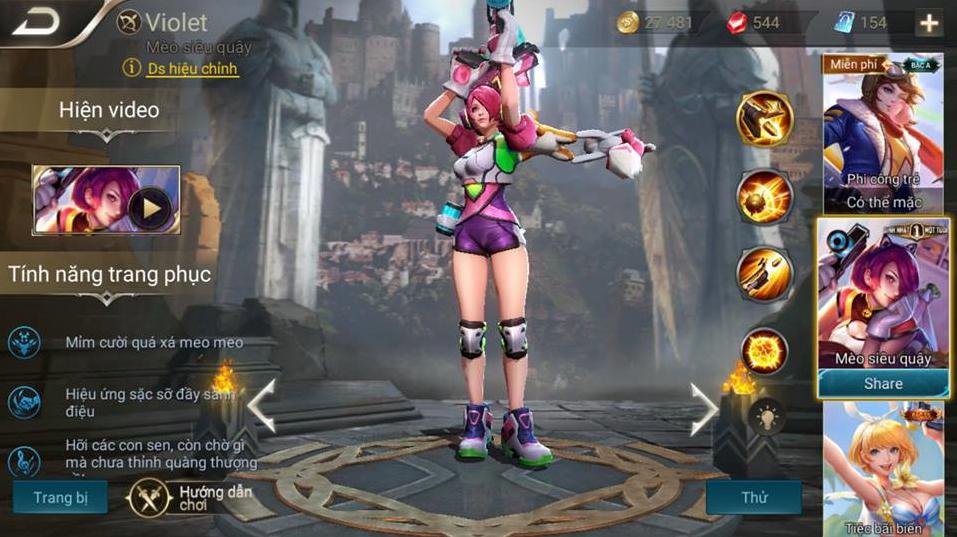 Violet
27 481
544
154
Mèo siêu quậy
Ds hiệu chỉnh
Hiện video
Tính năng trang phục
Mỉm cười quá xá meo meo
Hiệu ứng sặc sỡ đầy sành
điệu
Hỡi các con sen, còn chờ gì
mà chưa thỉnh quàng thượng
Trang bị
Hướng dẫn
chơi
Thử
Miễn phí
BẬC A
Phi công trẻ
Có thể mặc
1
MỘT TUỔI
Mèo siêu quậy
Share
Tiệc bãi biển